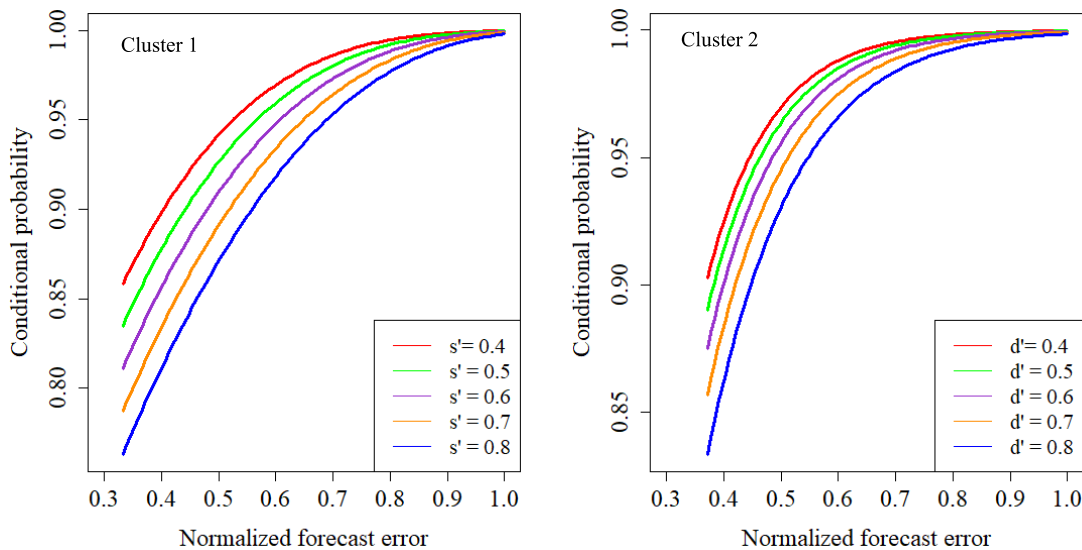 Cluster 1
Conditional probability
1.00
0.95
0.90
0.85
0.80
s'= 0.4
s' = 0.5
s' = 0.6
s' = 0.7
s' = 0.8
0.3 0.4 0.5 0.6 0.7 0.8 0.9 1.0
Normalized forecast error
Cluster 2
Conditional probability
1.00
0.95
0.90
0.85
d'= 0.4
d' = 0.5
d' = 0.6
d' = 0.7
d' = 0.8
0.3 0.4 0.5 0.6 0.7 0.8 0.9 1.0
Normalized forecast error